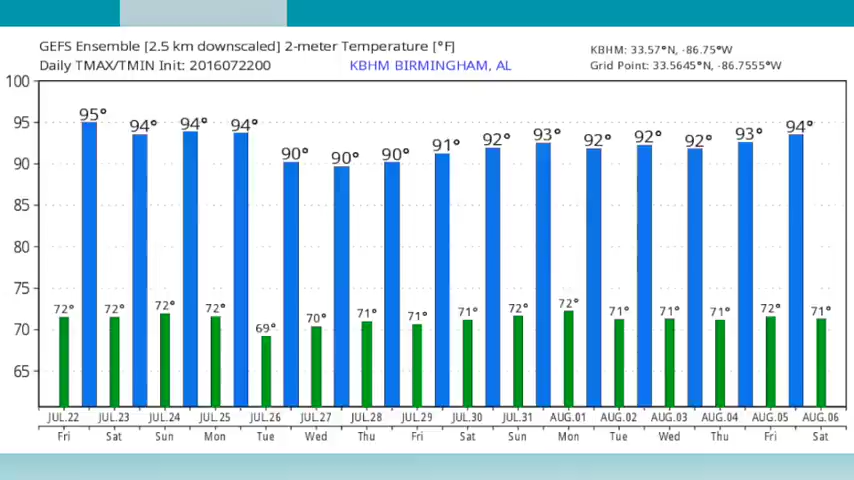 GEFS Ensemble [2.5 km downscaled] 2-meter Temperature [°F]
Daily TMAX/TMIN Init: 2016072200
KBHM BIRMINGHAM, AL
KBHM: 33.57°N, -86.75°W
Grid Point: 33.5645°N, -86.7555°W
100
95
90
85
80
75
70
65
95° 94° 94° 94° 90° 90° 90° 91° 92° 93° 92° 92° 92° 93° 94°
72° 72° 72° 72° 69° 70° 71° 71° 71° 72° 72° 71° 71° 71° 72° 71°
JUL.22 JUL.23 JUL.24 JUL.25 JUL.26 JUL.27 JUL.28 JUL.29 JUL.30 JUL.31 AUG.01 AUG.02 AUG.03 AUG.04 AUG.05 AUG.06
Fri Sat Sun Mon Tue Wed Thu Fri Sat Sun Mon Tue Wed Thu Fri Sat